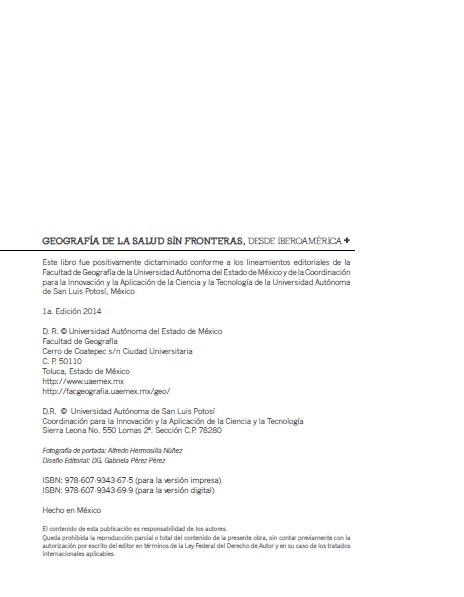 GEOGRAFÍA DE LA SALUD SIN FRONTERAS, DESDE IBEROAMÉRICA +
Este libro fue positivamente dictaminado conforme a los lineamientos editoriales de la
Facultad de Geografía de la Universidad Autónoma del Estado de México y de la Coordinación
para la Innovación y la Aplicación de la Ciencia y la Tecnología de la Universidad Autónoma
de San Luis Potosí, México
1a. Edición 2014
D. R. © Universidad Autónoma del Estado de México
Facultad de Geografía
Cerro de Coatepec s/n Ciudad Universitaria
C. P. 50110
Toluca, Estado de México
http://www.uaemex.mx
http://facgeografia.uaemex.mx/geo/
D.R. © Universidad Autónoma de San Luis Potosí
Coordinación para la Innovación y la Aplicación de la Ciencia y la Tecnología
Sierra Leona No. 550 Lomas 2ª. Sección C.P. 78280
Fotografía de portada: Alfredo Hermosilla Núñez
Diseño Editorial: DG. Gabriela Pérez Pérez
ISBN: 978-607-9343-67-5 (para la versión impresa)
ISBN: 978-607-9343-69-9 (para la versión digital)
Hecho en México
El contenido de esta publicación es responsabilidad de los autores.
Queda prohibida la reproducción parcial o total del contenido de la presente obra, sin contar previamente con la
autorización por escrito del editor en términos de la Ley Federal del Derecho de Autor y en su caso de los tratados
internacionales aplicables.